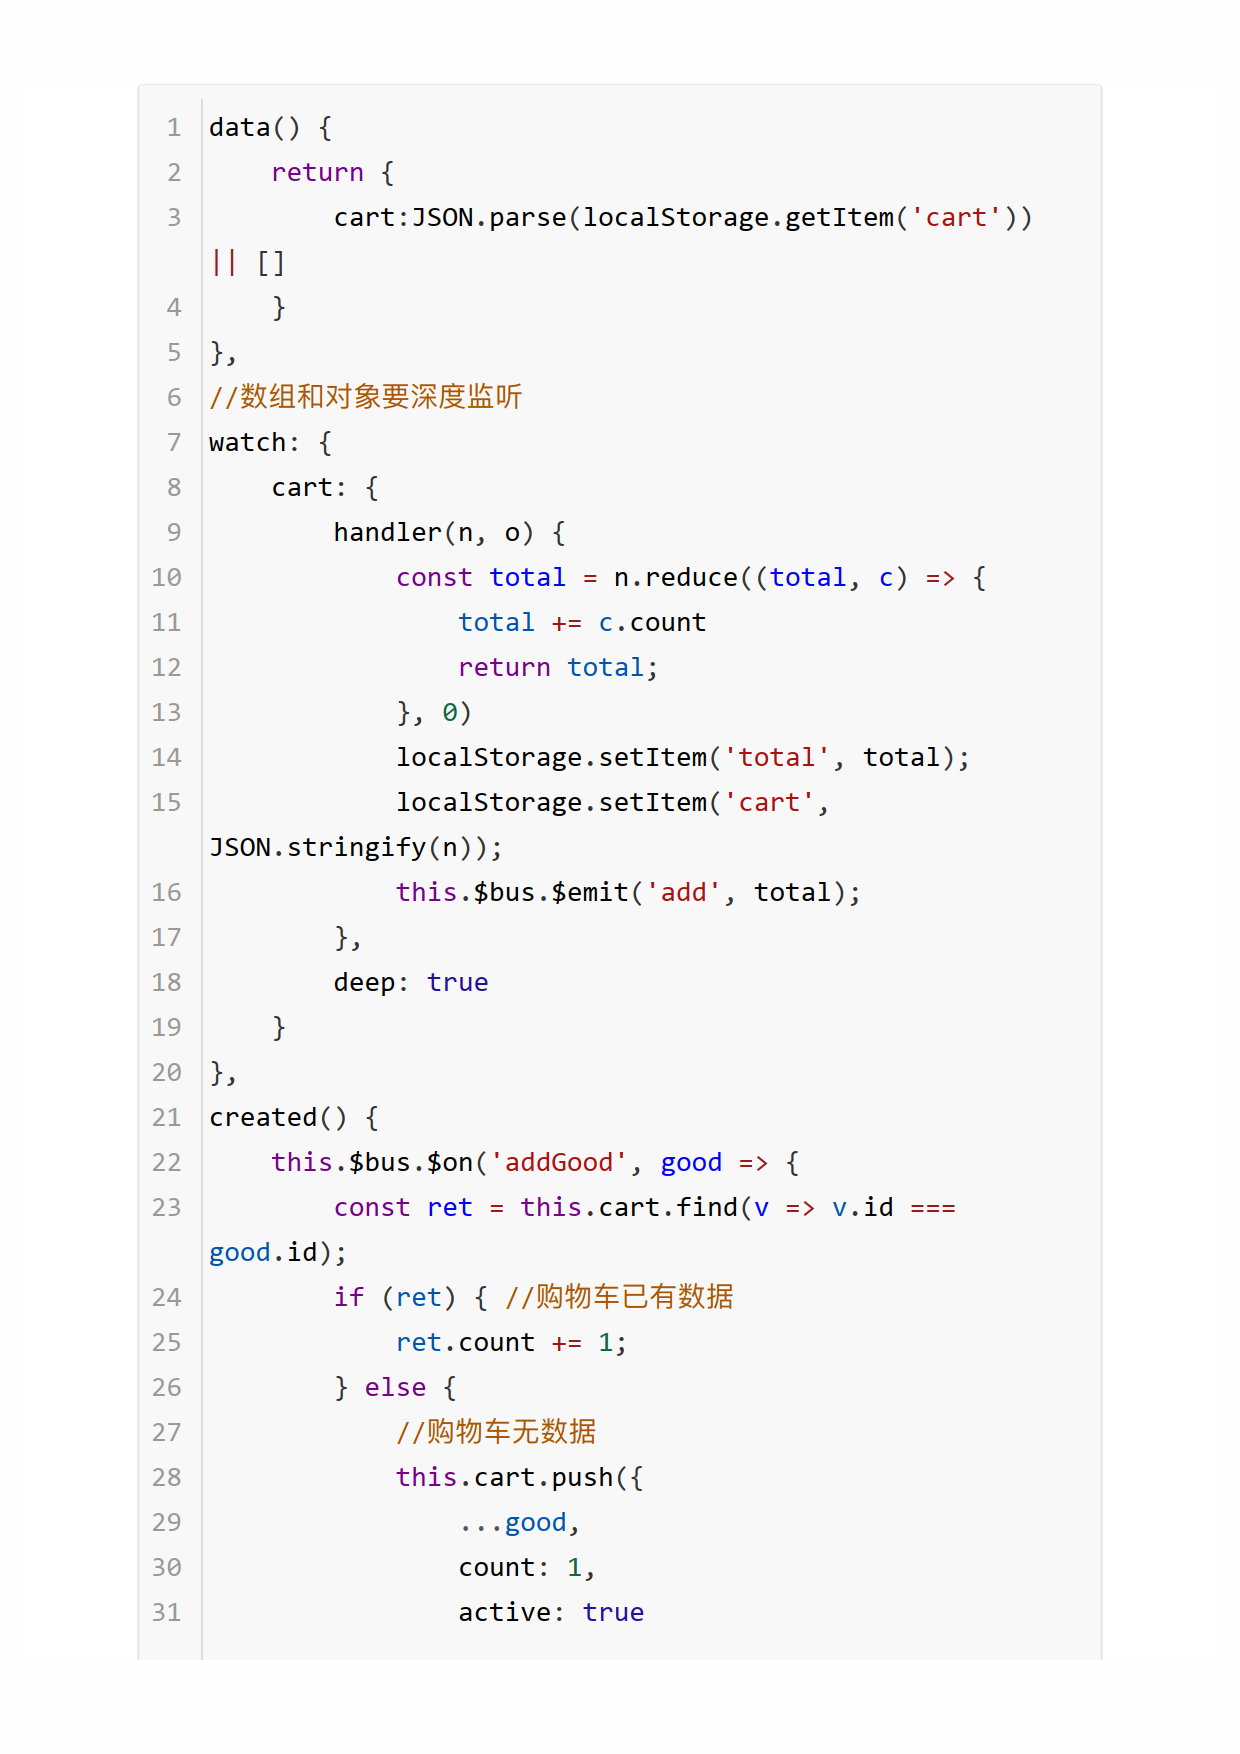 1 data() {
2     return {
3         cart:JSON.parse(localStorage.getItem('cart'))
|| []
4     }
5 },
6 //数组和对象要深度监听
7 watch: {
8     cart: {
9         handler(n, o) {
10             const total = n.reduce((total, c) => {
11                 total += c.count
12                 return total;
13             }, 0)
14             localStorage.setItem('total', total);
15             localStorage.setItem('cart',
JSON.stringify(n));
16             this.$bus.$emit('add', total);
17         },
18         deep: true
19     }
20 },
21 created() {
22     this.$bus.$on('addGood', good => {
23         const ret = this.cart.find(v => v.id ===
good.id);
24         if (ret) { //购物车已有数据
25             ret.count += 1;
26         } else {
27             //购物车无数据
28             this.cart.push({
29                 ...good,
30                 count: 1,
31                 active: true